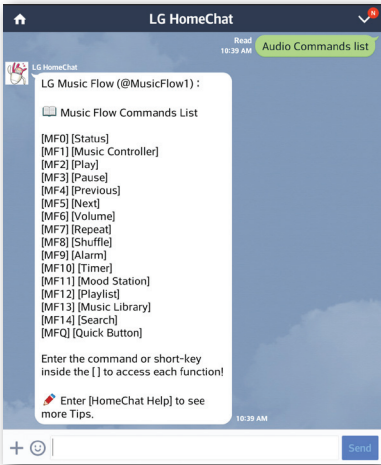 LG HomeChat
N
Read
10:39 AM
Audio Commands list
LG HomeChat
LG Music Flow (@MusicFlow1) :
Music Flow Commands List
[MF0] [Status]
[MF1] [Music Controller]
[MF2] [Play]
[MF3] [Pause]
[MF4] [Previous]
[MF5] [Next]
[MF6] [Volume]
[MF7] [Repeat]
[MF8] [Shuffle]
[MF9] [Alarm]
[MF10] [Timer]
[MF11] [Mood Station]
[MF12] [Playlist]
[MF13] [Music Library]
[MF14] [Search]
[MFQ] [Quick Button]
Enter the command or short-key
inside the [ ] to access each function!
Enter [HomeChat Help] to see
more Tips.
10:39 AM
Send